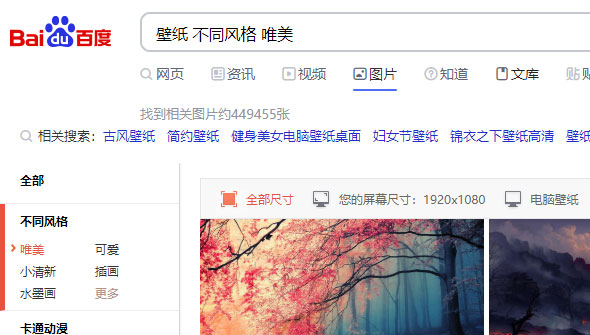 Bai du 百度
壁纸 不同风格 唯美
网页 资讯 视频 图片 知道 文库 贴
找到相关图片约449455张
相关搜索： 古风壁纸 简约壁纸 健身美女电脑壁纸桌面 妇女节壁纸 锦衣之下壁纸高清 壁纸
全部
全部尺寸 您的屏幕尺寸：1920x1080 电脑壁纸
不同风格
唯美 可爱
小清新 插画
水墨画 更多
卡通动漫